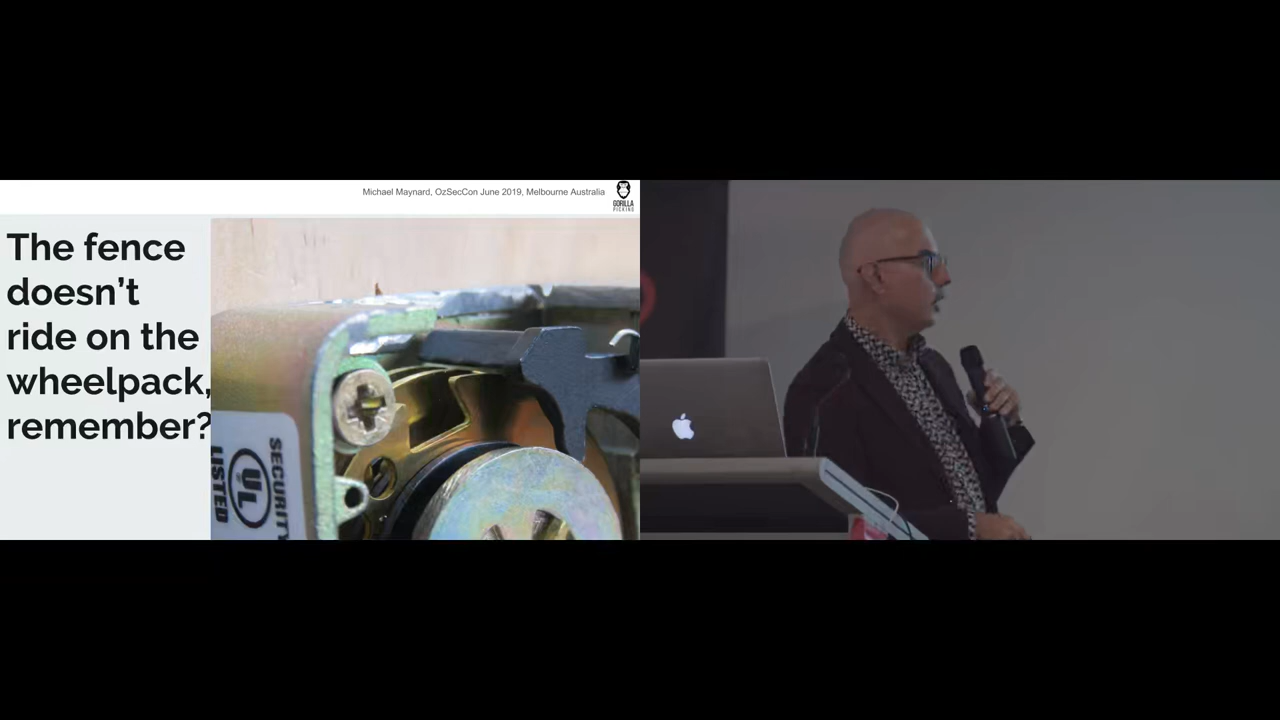 Michael Maynard, OzSecCon June 2019, Melbourne Australia
GORILLA
PICKING
The fence
doesn't
ride on the
wheelpack,
remember?
SECURITY
UL
LISTED